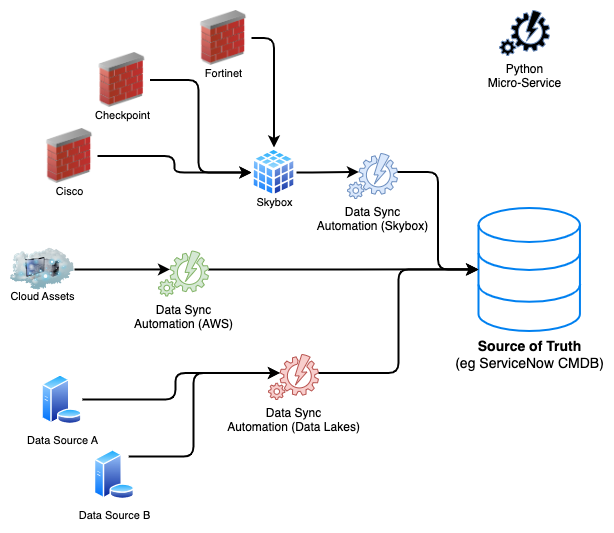 Fortinet
Python
Micro-Service
Checkpoint
Cisco
Skybox
Data Sync
Automation (Skybox)
Cloud Assets
Data Sync
Automation (AWS)
Source of Truth
(eg ServiceNow CMDB)
Data Sync
Automation (Data Lakes)
Data Source A
Data Source B